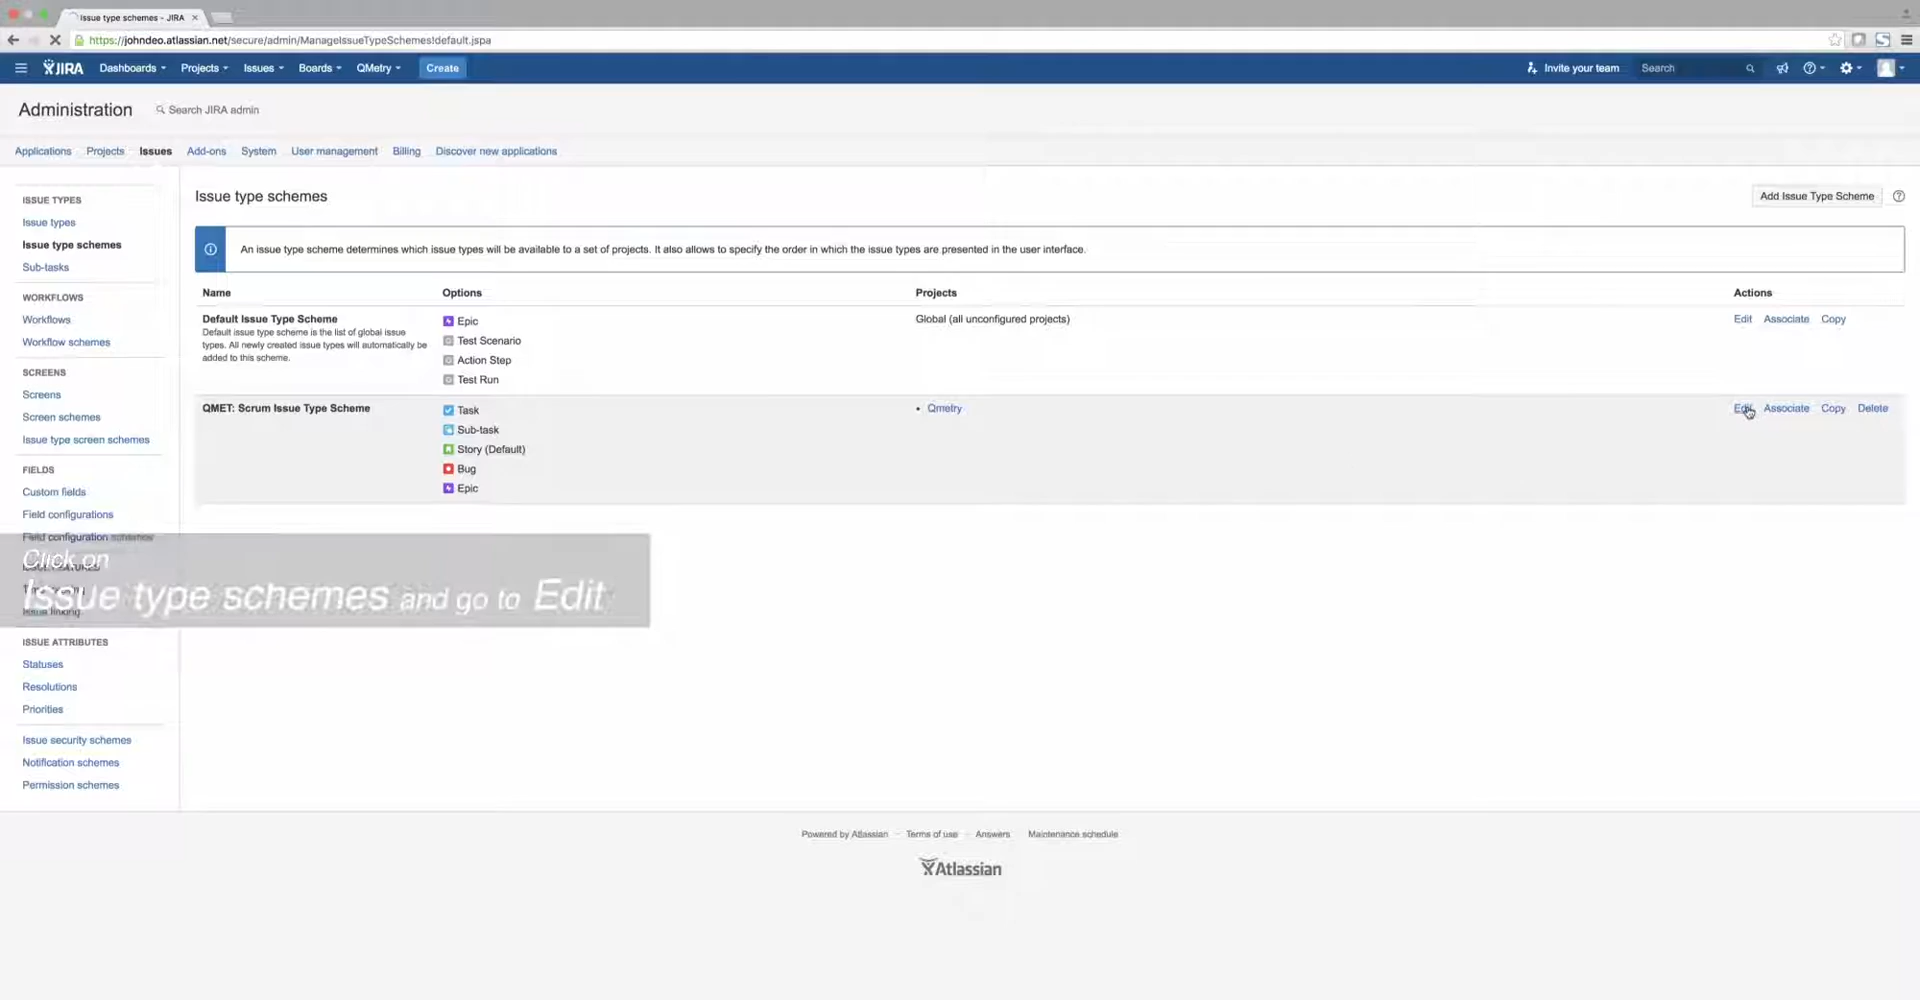 Issue type schemes - JIRA
https://johndeo.atlassian.net/secure/admin/ManageIssueTypeSchemes!default.jspa
JIRA Dashboards Projects Issues Boards QMetry Create Invite your team Search
Administration Search JIRA admin
Applications Projects Issues Add-ons System User management Billing Discover new applications
ISSUE TYPES
Issue types
Issue type schemes
Sub-tasks
WORKFLOWS
Workflows
Workflow schemes
SCREENS
Screens
Screen schemes
Issue type screen schemes
FIELDS
Custom fields
Field configurations
Field configuration schemes
Click on
Issue type schemes and go to Edit
Issue linking
ISSUE ATTRIBUTES
Statuses
Resolutions
Priorities
Issue security schemes
Notification schemes
Permission schemes
Issue type schemes Add Issue Type Scheme
An issue type scheme determines which issue types will be available to a set of projects. It also allows to specify the order in which the issue types are presented in the user interface.
Name Options Projects Actions
Default Issue Type Scheme
Default issue type scheme is the list of global issue
types. All newly created issue types will automatically be
added to this scheme.
Epic
Test Scenario
Action Step
Test Run
Global (all unconfigured projects)
Edit Associate Copy
QMET: Scrum Issue Type Scheme
Task
Sub-task
Story (Default)
Bug
Epic
• Qmetry
Edit Associate Copy Delete
Powered by Atlassian Terms of use Answers Maintenance schedule
Atlassian